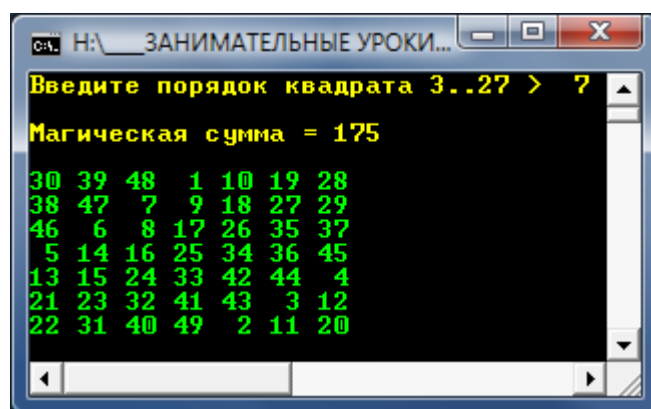 H:\___ЗАНИМАТЕЛЬНЫЕ УРОКИ...
Введите порядок квадрата 3..27 > 7
Магическая сумма = 175
30 39 48 1 10 19 28
38 47 7 9 18 27 29
46 6 8 17 26 35 37
5 14 16 25 34 36 45
13 15 24 33 42 44 4
21 23 32 41 43 3 12
22 31 40 49 2 11 20